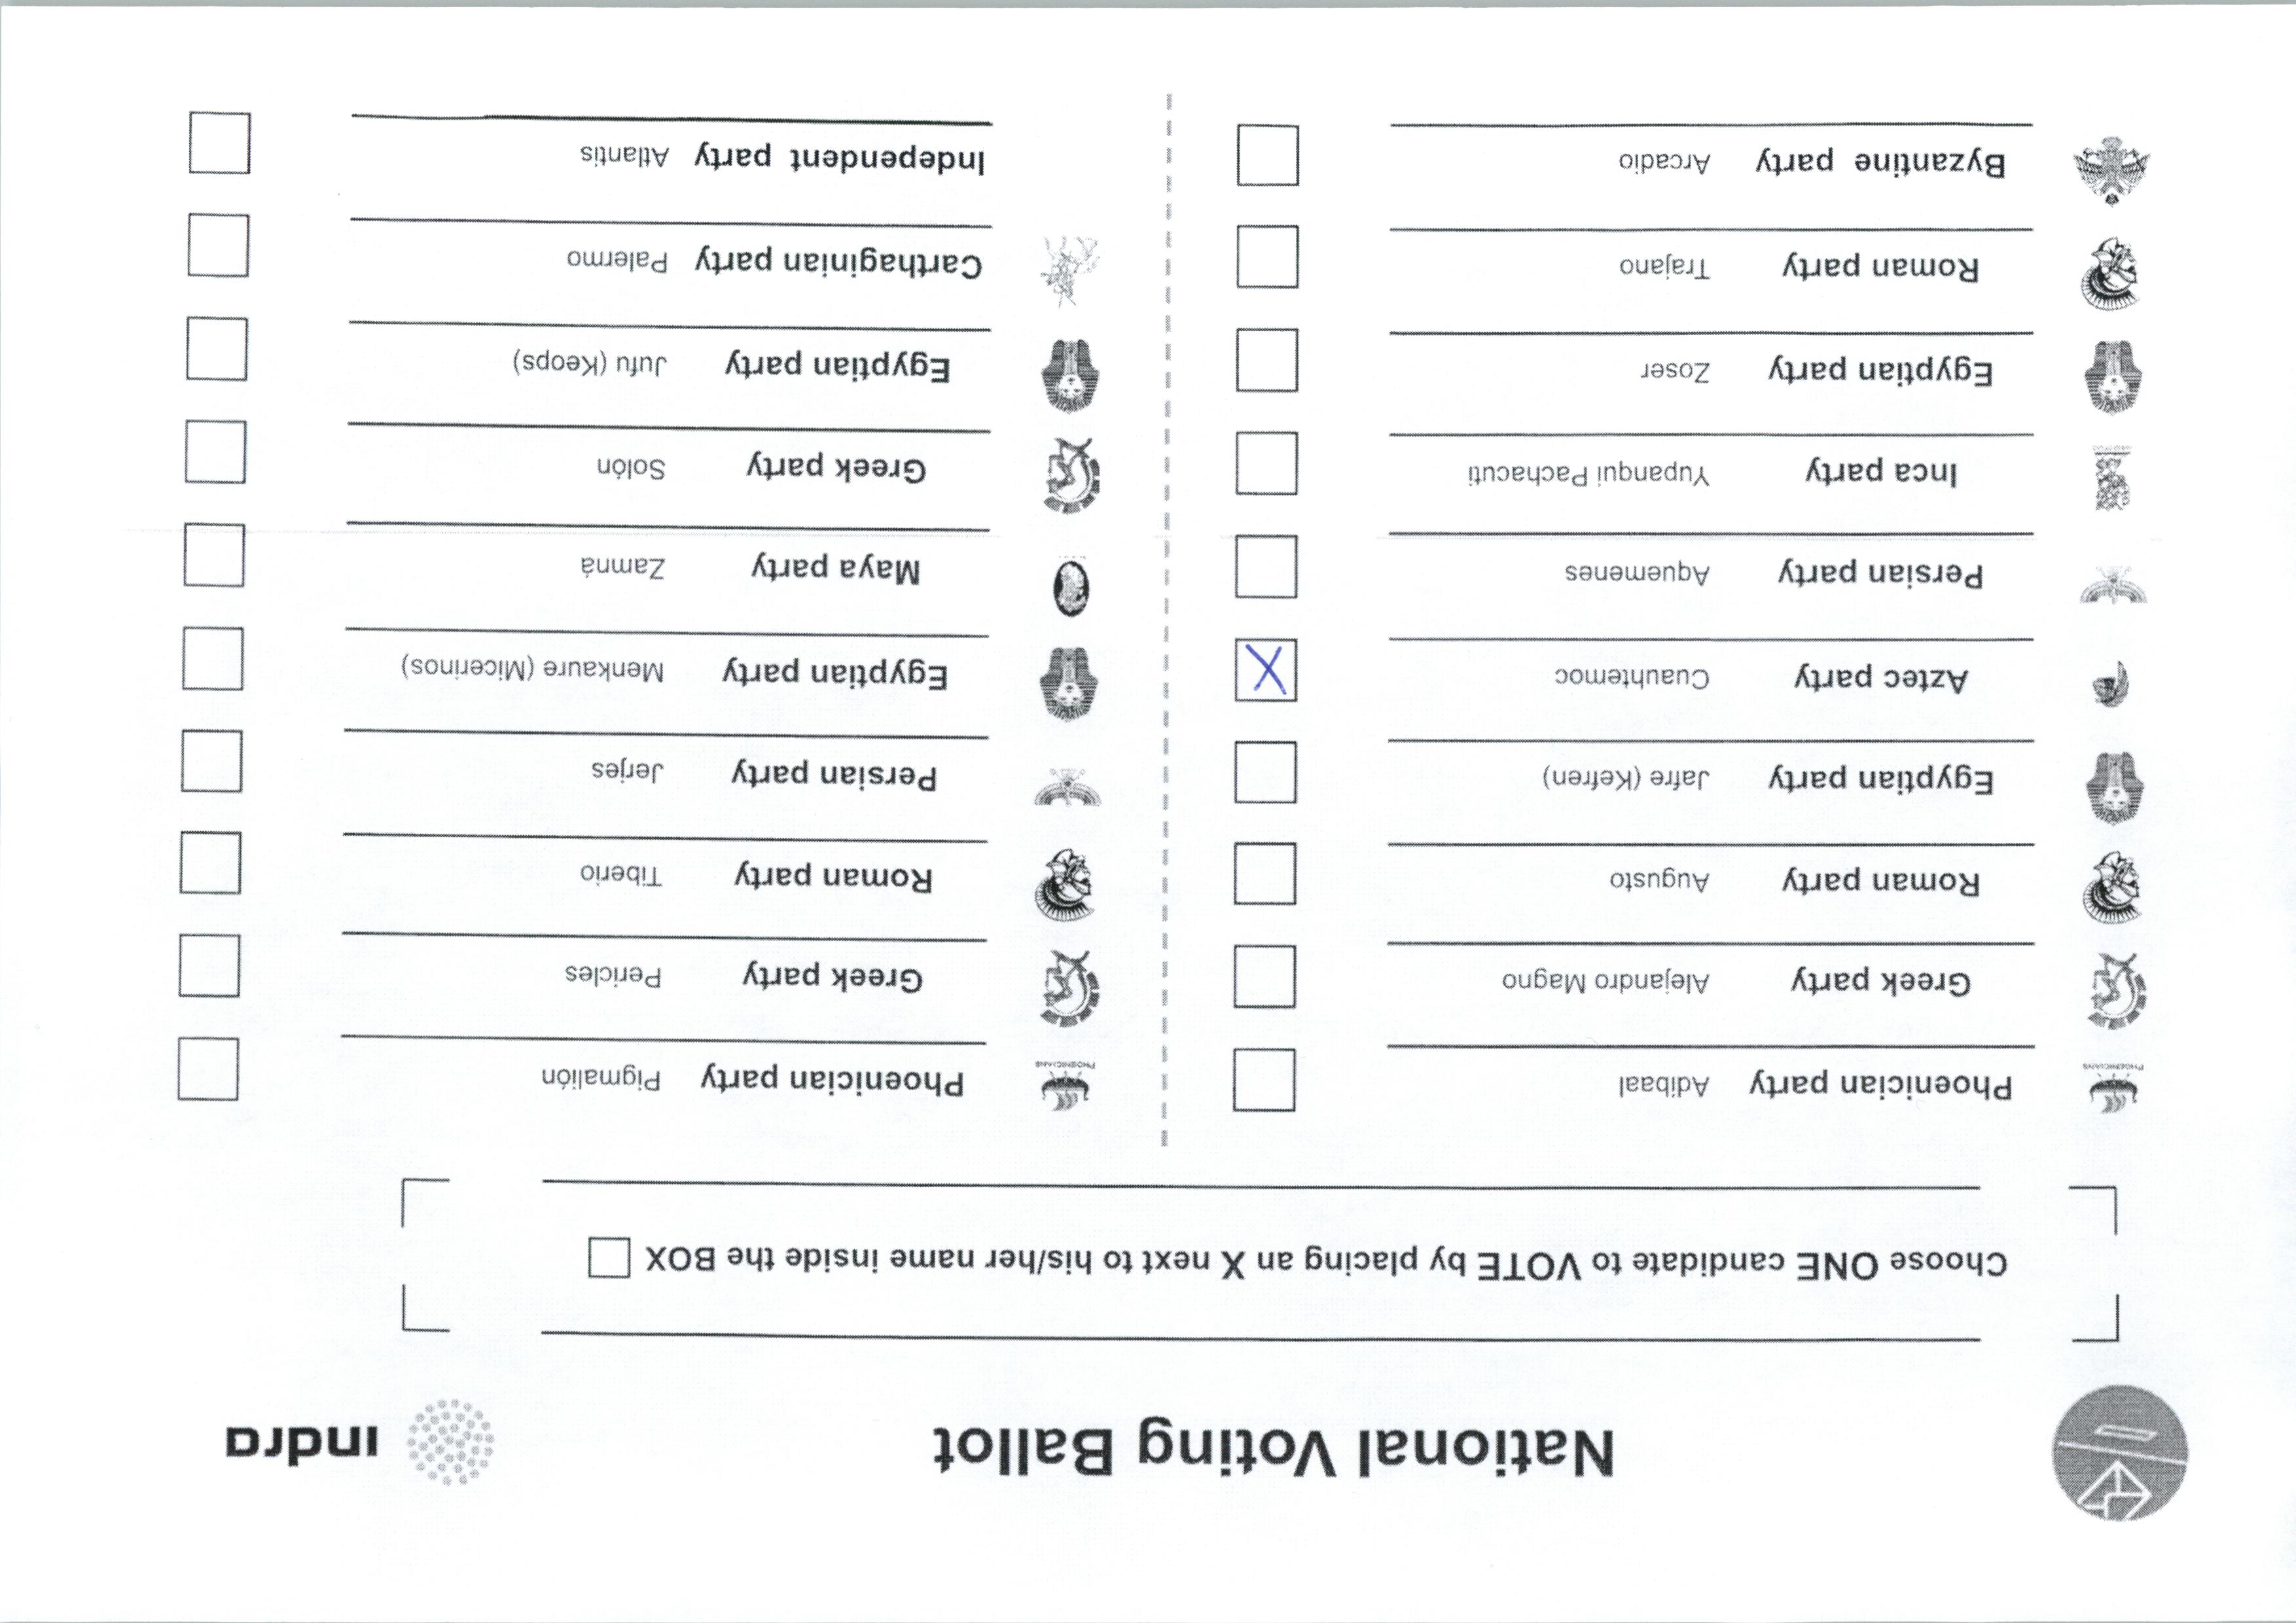 National Voting Ballot
indra
Choose ONE candidate to VOTE by placing an X next to his/her name inside the BOX
PHOENICIANS Phoenician party Adibaal
Greek party Alejandro Magno
Roman party Augusto
Egyptian party Jafre (Kefren)
Aztec party Cuauhtemoc X
Persian party Aquemenes
Inca party Yupanqui Pachacuti
Egyptian party Zoser
Roman party Trajano
Byzantine party Arcadio
PHOENICIANS Phoenician party Pigmalión
Greek party Pericles
Roman party Tiberio
Persian party Jerjes
Egyptian party Menkaure (Micerinos)
Maya party Zamná
Greek party Solón
Egyptian party Jufu (Keops)
Carthaginian party Palermo
Independent party Atlantis